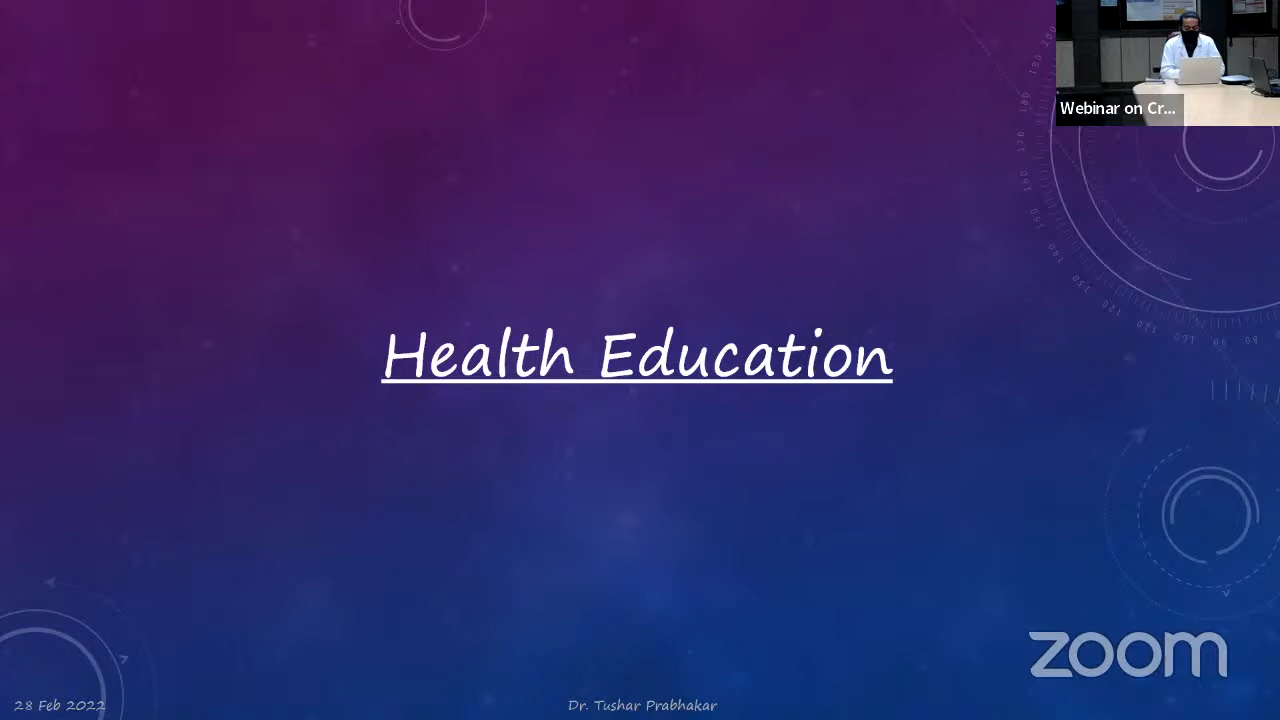 Webinar on Cr...
Health Education
zoom
28 Feb 2022
Dr. Tushar Prabhakar